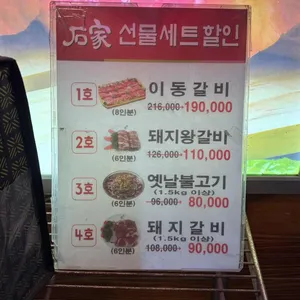 石家 선물세트할인
1호 이동갈비
(8인분) 216,000-190,000
2호 돼지왕갈비
(6인분) 126,000-110,000
3호 옛날불고기
(1.5kg 이상)
(6인분) 96,000- 80,000
4호 돼지갈비
(1.5kg 이상)
(6인분) 108,000- 90,000